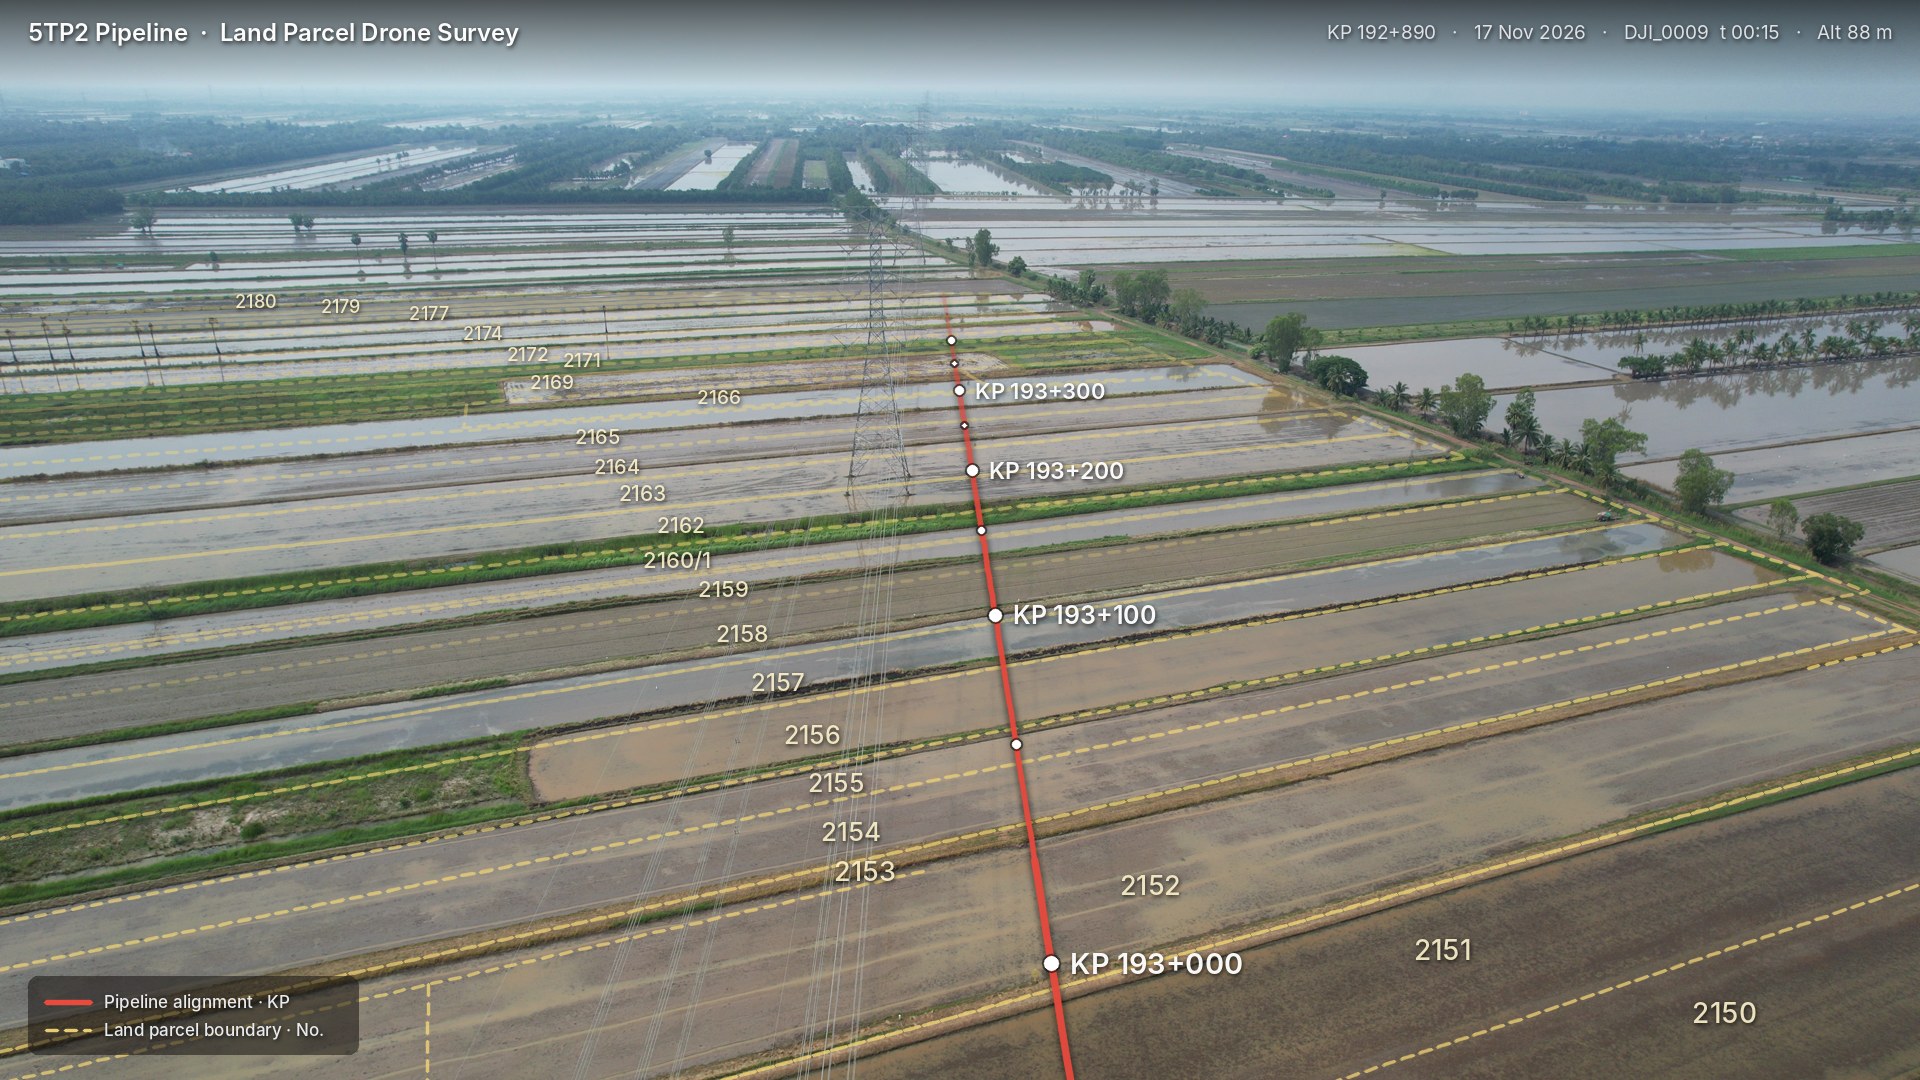 5TP2 Pipeline · Land Parcel Drone Survey
KP 192+890 · 17 Nov 2026 · DJI_0009 t 00:15 · Alt 88 m
2180
2179
2177
2174
2172
2171
2169
2166
KP 193+300
2165
2164
KP 193+200
2163
2162
2160/1
2159
KP 193+100
2158
2157
2156
2155
2154
2153
2152
2151
KP 193+000
2150
Pipeline alignment · KP
Land parcel boundary · No.